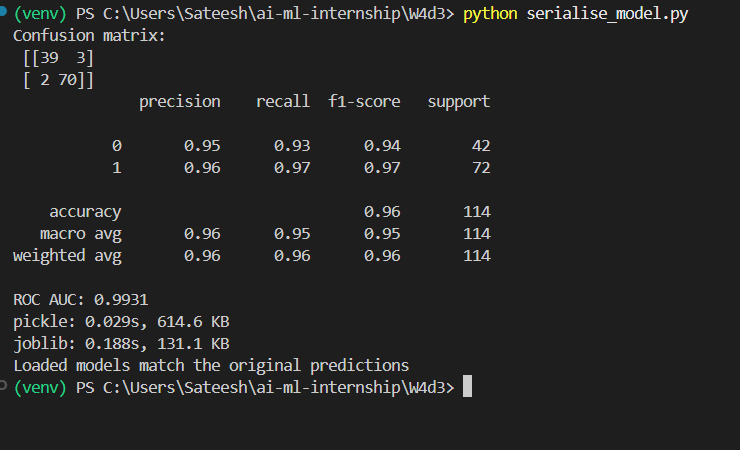 (venv) PS C:\Users\Sateesh\ai-ml-internship\W4d3> python serialise_model.py
Confusion matrix:
 [[39  3]
 [ 2 70]]
              precision    recall  f1-score   support

           0       0.95      0.93      0.94        42
           1       0.96      0.97      0.97        72

    accuracy                           0.96       114
   macro avg       0.96      0.95      0.95       114
weighted avg       0.96      0.96      0.96       114

ROC AUC: 0.9931
pickle: 0.029s, 614.6 KB
joblib: 0.188s, 131.1 KB
Loaded models match the original predictions
(venv) PS C:\Users\Sateesh\ai-ml-internship\W4d3>